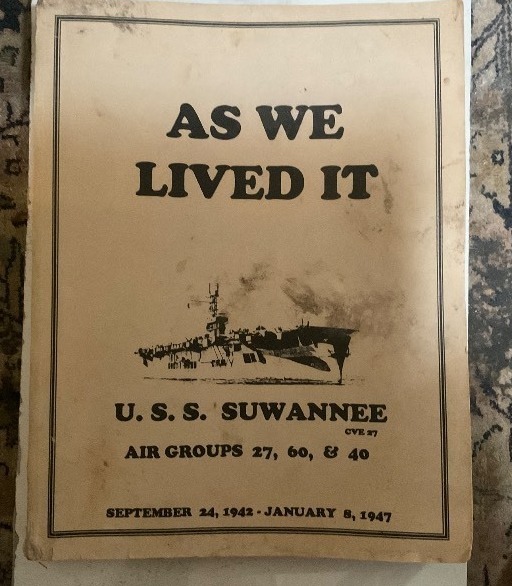 AS WE
LIVED IT
U. S. S. SUWANNEE
CVE 27
AIR GROUPS 27, 60, & 40
SEPTEMBER 24, 1942 - JANUARY 8, 1947